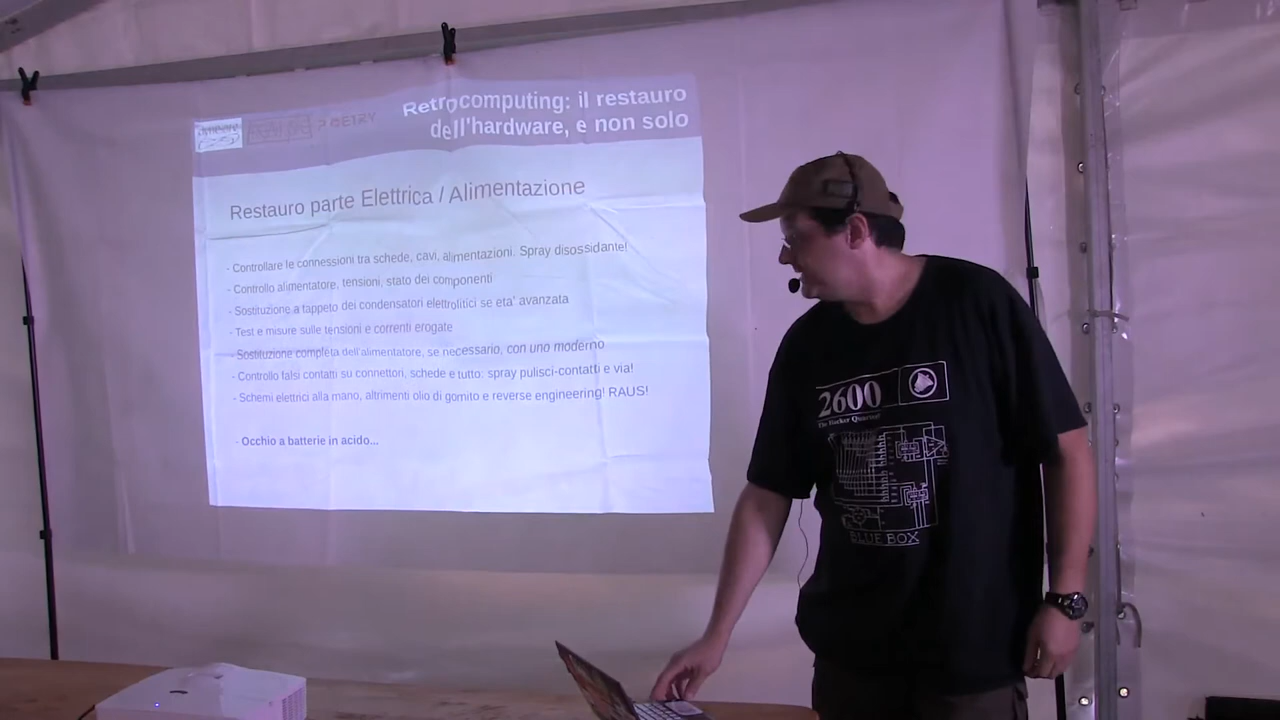 POETRY
Retrocomputing: il restauro
dell'hardware, e non solo
Restauro parte Elettrica / Alimentazione
- Controllare le connessioni tra schede, cavi, alimentazioni. Spray disossidante!
- Controllo alimentatore, tensioni, stato dei componenti
- Sostituzione a tappeto dei condensatori elettrolitici se eta' avanzata
- Test e misure sulle tensioni e correnti erogate
- Sostituzione completa dell'alimentatore, se necessario, con uno moderno
- Controllo falsi contatti su connettori, schede e tutto: spray pulisci-contatti e via!
- Schemi elettrici alla mano, altrimenti olio di gomito e reverse engineering! RAUS!
- Occhio a batterie in acido...
2600
The Hacker Quarterly
BLUE BOX